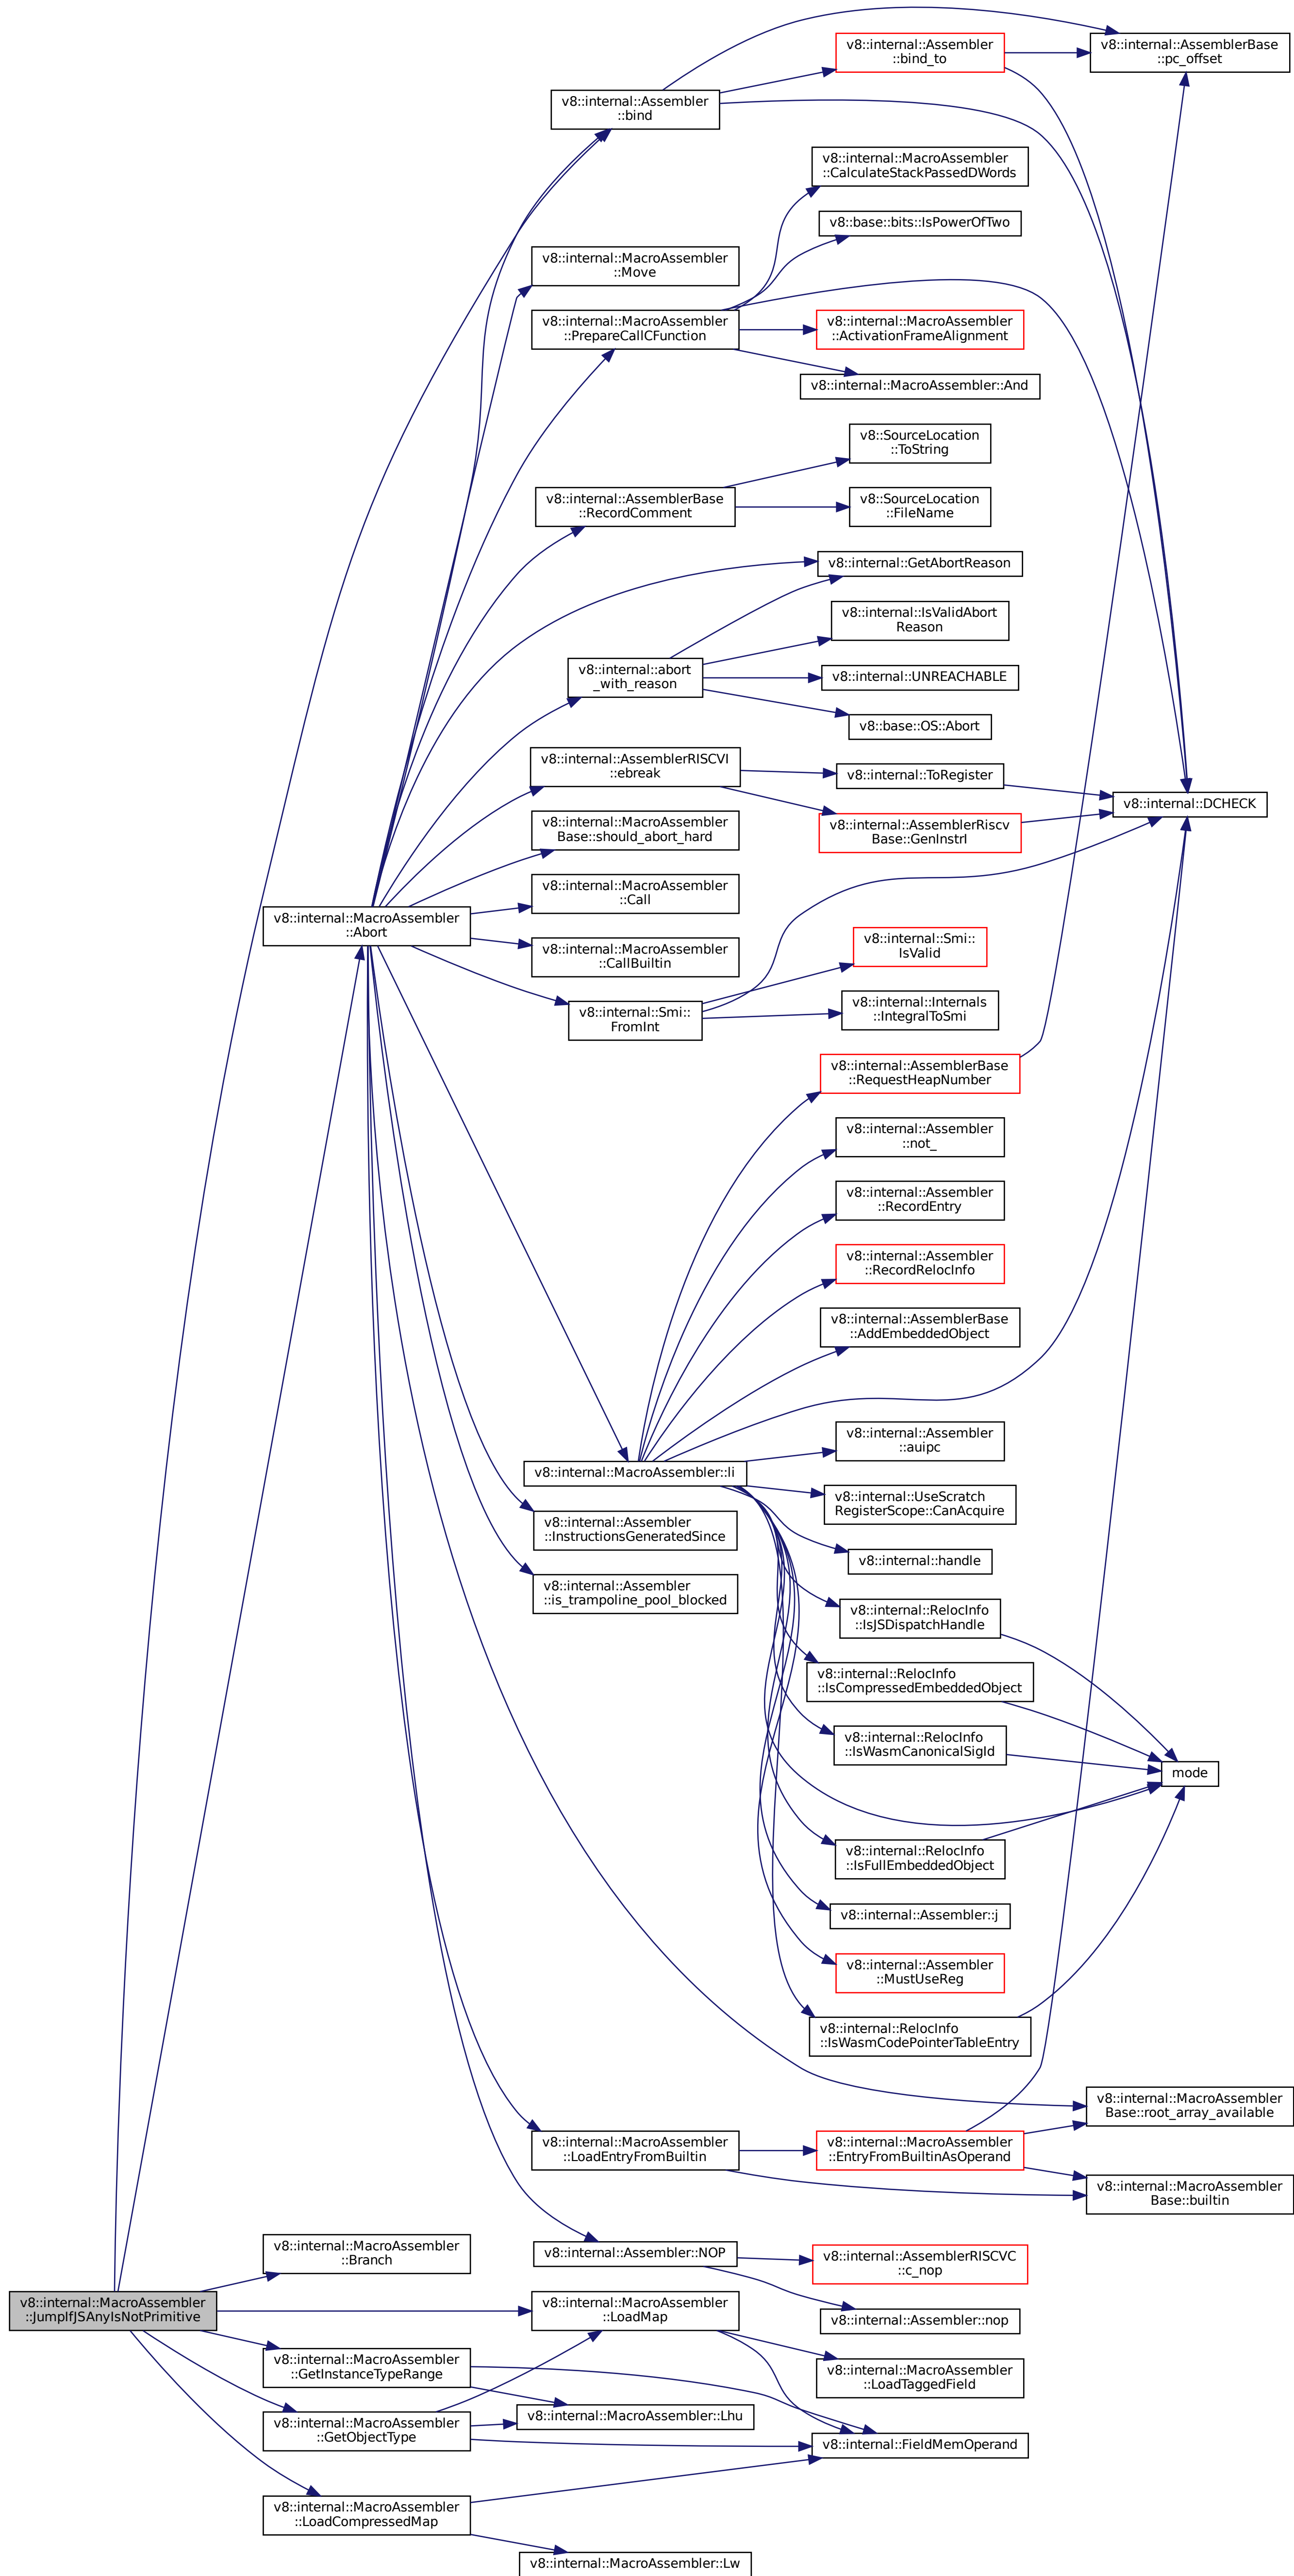 v8::internal::AssemblerBase
::pc_offset
v8::internal::Assembler
::bind_to
v8::internal::Assembler
::bind
v8::internal::MacroAssembler
::CalculateStackPassedDWords
v8::base::bits::IsPowerOfTwo
v8::internal::MacroAssembler
::Move
v8::internal::MacroAssembler
::PrepareCallCFunction
v8::internal::MacroAssembler
::ActivationFrameAlignment
v8::internal::MacroAssembler::And
v8::SourceLocation
::ToString
v8::internal::AssemblerBase
::RecordComment
v8::SourceLocation
::FileName
v8::internal::GetAbortReason
v8::internal::IsValidAbort
Reason
v8::internal::abort
_with_reason
v8::internal::UNREACHABLE
v8::base::OS::Abort
v8::internal::AssemblerRISCVI
::ebreak
v8::internal::ToRegister
v8::internal::DCHECK
v8::internal::MacroAssembler
Base::should_abort_hard
v8::internal::AssemblerRiscv
Base::GenInstrI
v8::internal::MacroAssembler
::Call
v8::internal::MacroAssembler
::Abort
v8::internal::MacroAssembler
::CallBuiltin
v8::internal::Smi::
IsValid
v8::internal::Smi::
FromInt
v8::internal::Internals
::IntegralToSmi
v8::internal::AssemblerBase
::RequestHeapNumber
v8::internal::Assembler
::not_
v8::internal::Assembler
::RecordEntry
v8::internal::Assembler
::RecordRelocInfo
v8::internal::AssemblerBase
::AddEmbeddedObject
v8::internal::Assembler
::auipc
v8::internal::MacroAssembler::li
v8::internal::UseScratch
RegisterScope::CanAcquire
v8::internal::Assembler
::InstructionsGeneratedSince
v8::internal::handle
v8::internal::Assembler
::is_trampoline_pool_blocked
v8::internal::RelocInfo
::IsJSDispatchHandle
v8::internal::RelocInfo
::IsCompressedEmbeddedObject
v8::internal::RelocInfo
::IsWasmCanonicalSigId
mode
v8::internal::RelocInfo
::IsFullEmbeddedObject
v8::internal::Assembler::j
v8::internal::Assembler
::MustUseReg
v8::internal::RelocInfo
::IsWasmCodePointerTableEntry
v8::internal::MacroAssembler
Base::root_array_available
v8::internal::MacroAssembler
::LoadEntryFromBuiltin
v8::internal::MacroAssembler
::EntryFromBuiltinAsOperand
v8::internal::MacroAssembler
Base::builtin
v8::internal::MacroAssembler
::Branch
v8::internal::Assembler::NOP
v8::internal::AssemblerRISCVC
::c_nop
v8::internal::MacroAssembler
::JumpIfJSAnyIsNotPrimitive
v8::internal::MacroAssembler
::LoadMap
v8::internal::Assembler::nop
v8::internal::MacroAssembler
::GetInstanceTypeRange
v8::internal::MacroAssembler
::LoadTaggedField
v8::internal::MacroAssembler::Lhu
v8::internal::MacroAssembler
::GetObjectType
v8::internal::FieldMemOperand
v8::internal::MacroAssembler
::LoadCompressedMap
v8::internal::MacroAssembler::Lw